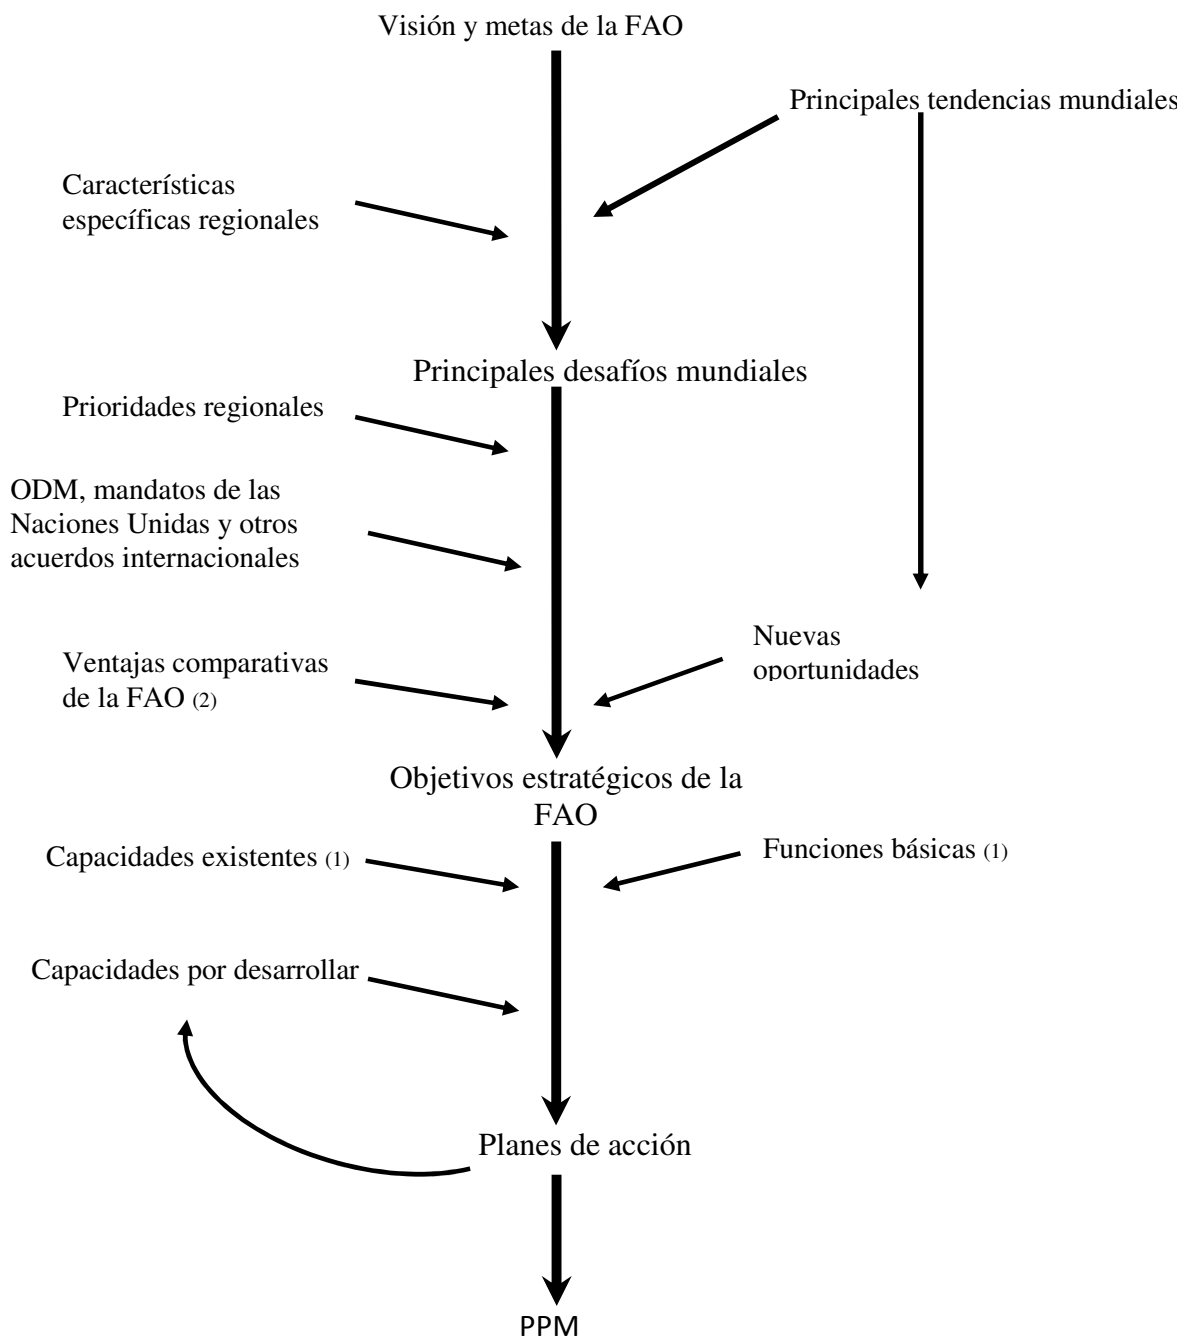 Visión y metas de la FAO
Principales tendencias mundiales
Características
específicas regionales
Principales desafíos mundiales
Prioridades regionales
ODM, mandatos de las
Naciones Unidas y otros
acuerdos internacionales
Nuevas
oportunidades
Ventajas comparativas
de la FAO (2)
Objetivos estratégicos de la
FAO
Capacidades existentes (1)
Funciones básicas (1)
Capacidades por desarrollar
Planes de acción
PPM